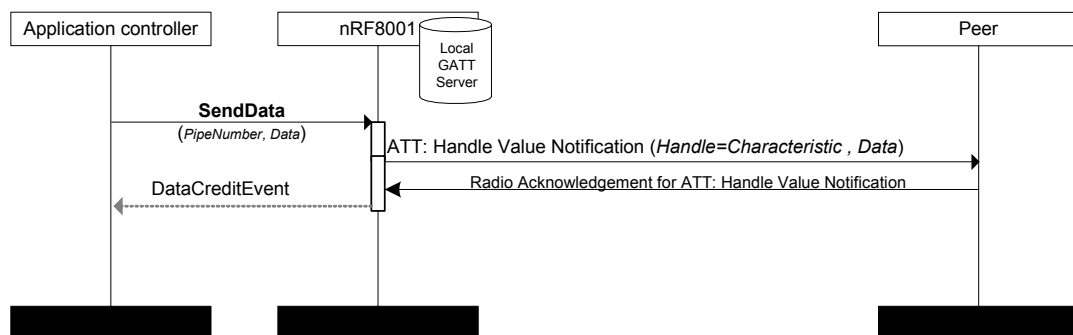 Application controller
nRF8001
Peer
Local
GATT
Server
SendData
(PipeNumber, Data)
ATT: Handle Value Notification (Handle=Characteristic , Data)
Radio Acknowledgement for ATT: Handle Value Notification
DataCreditEvent